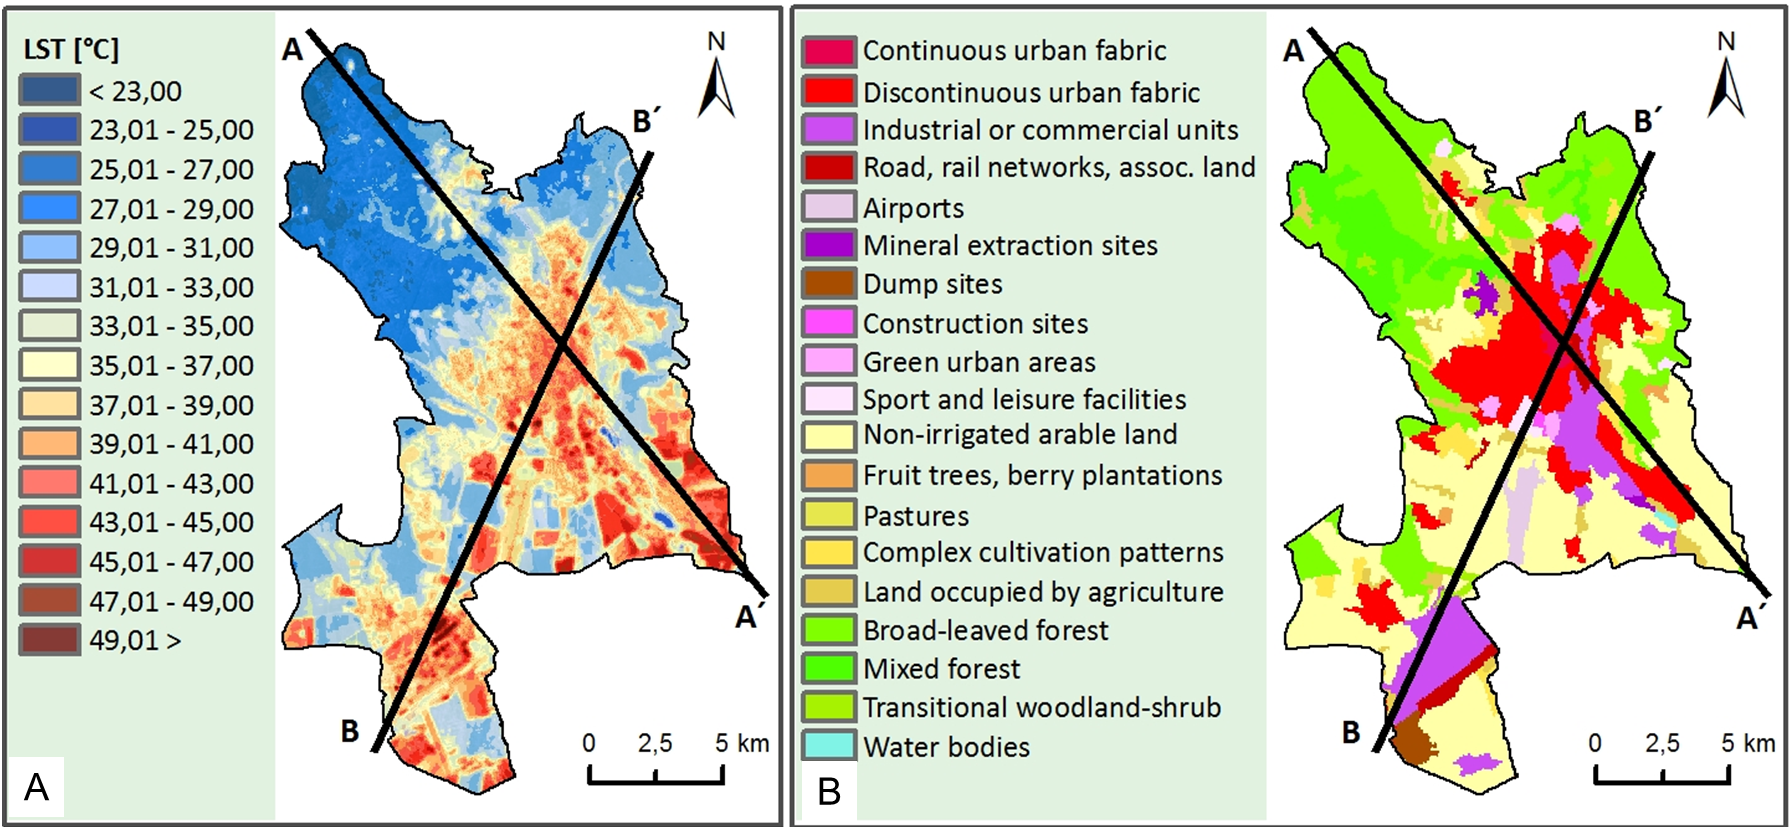 LST [°C]
< 23,00
23,01 - 25,00
25,01 - 27,00
27,01 - 29,00
29,01 - 31,00
31,01 - 33,00
33,01 - 35,00
35,01 - 37,00
37,01 - 39,00
39,01 - 41,00
41,01 - 43,00
43,01 - 45,00
45,01 - 47,00
47,01 - 49,00
49,01 >
A
N
B´
A´
B
0 2,5 5 km
A
Continuous urban fabric
Discontinuous urban fabric
Industrial or commercial units
Road, rail networks, assoc. land
Airports
Mineral extraction sites
Dump sites
Construction sites
Green urban areas
Sport and leisure facilities
Non-irrigated arable land
Fruit trees, berry plantations
Pastures
Complex cultivation patterns
Land occupied by agriculture
Broad-leaved forest
Mixed forest
Transitional woodland-shrub
Water bodies
A
N
B´
A´
B
0 2,5 5 km
B